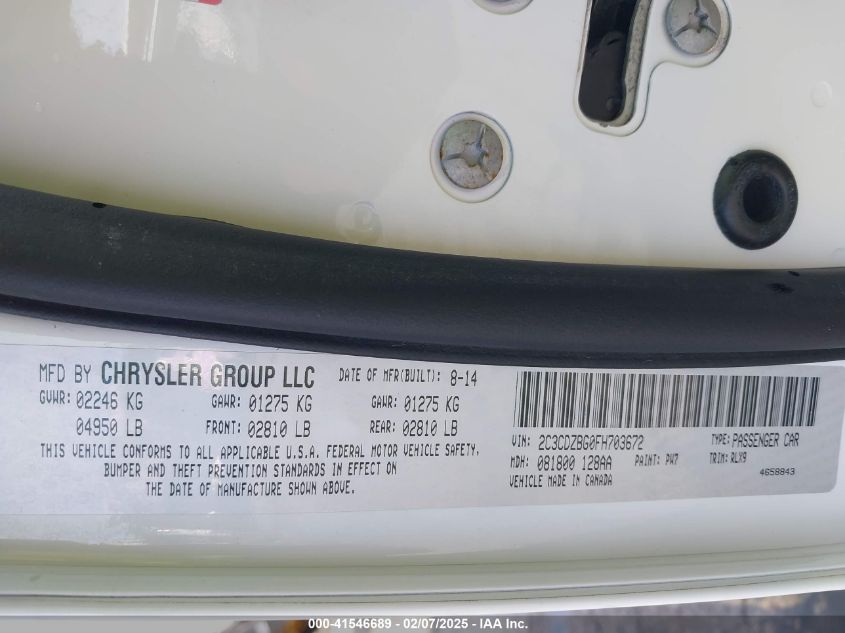 MFD BY CHRYSLER GROUP LLC DATE OF MFR(BUILT): 8-14
GVWR: 02246 KG GAWR: 01275 KG GAWR: 01275 KG
04950 LB FRONT: 02810 LB REAR: 02810 LB
THIS VEHICLE CONFORMS TO ALL APPLICABLE U.S.A. FEDERAL MOTOR VEHICLE SAFETY,
BUMPER AND THEFT PREVENTION STANDARDS IN EFFECT ON
THE DATE OF MANUFACTURE SHOWN ABOVE.
VIN: 2C3CDZBG0FH703672 TYPE: PASSENGER CAR
MDH: 081800 128AA PAINT: PW7 TRIM: RLX9
VEHICLE MADE IN CANADA 4658843
000-41546689 - 02/07/2025 - IAA Inc.